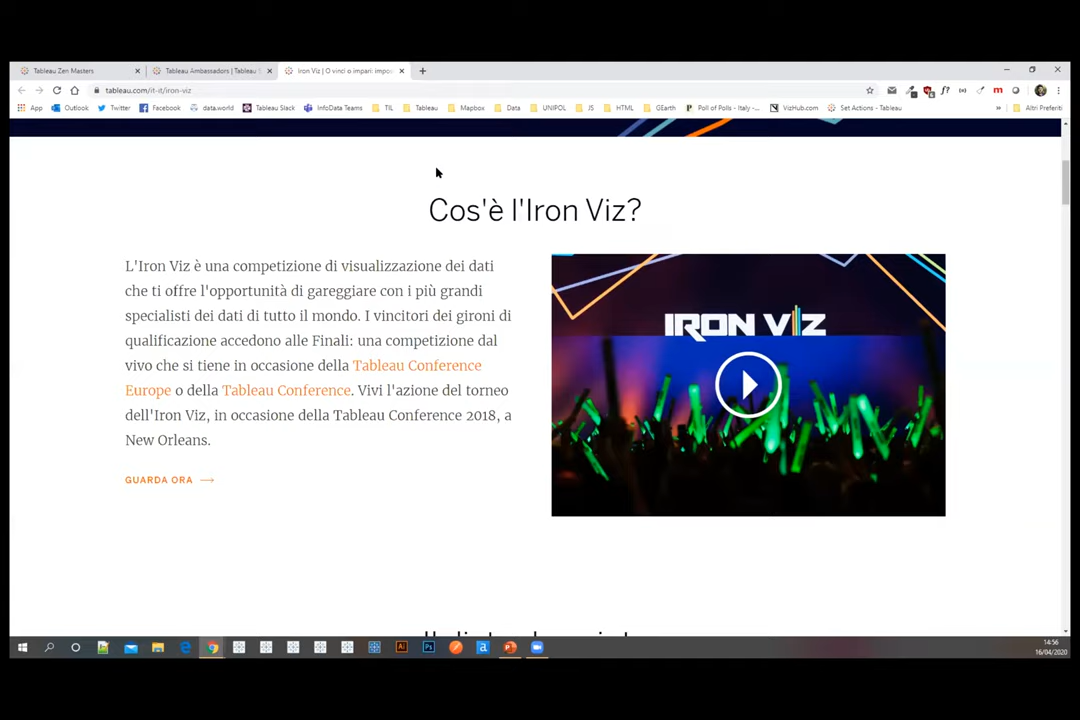 Tableau Zen Masters
Tableau Ambassadors | Tableau
Iron Viz | O vinci o impari: impo
tableau.com/it-it/iron-viz
App
Outlook
Twitter
Facebook
data.world
Tableau Slack
InfoData Teams
TIL
Tableau
Mapbox
Data
UNIPOL
JS
HTML
GEarth
Poll of Polls - Italy -...
VizHub.com
Set Actions - Tableau
Altri Preferiti
Cos'è l'Iron Viz?
L'Iron Viz è una competizione di visualizzazione dei dati
che ti offre l'opportunità di gareggiare con i più grandi
specialisti dei dati di tutto il mondo. I vincitori dei gironi di
qualificazione accedono alle Finali: una competizione dal
vivo che si tiene in occasione della Tableau Conference
Europe o della Tableau Conference. Vivi l'azione del torneo
dell'Iron Viz, in occasione della Tableau Conference 2018, a
New Orleans.
GUARDA ORA
IRON VIZ
14:56
16/04/2020